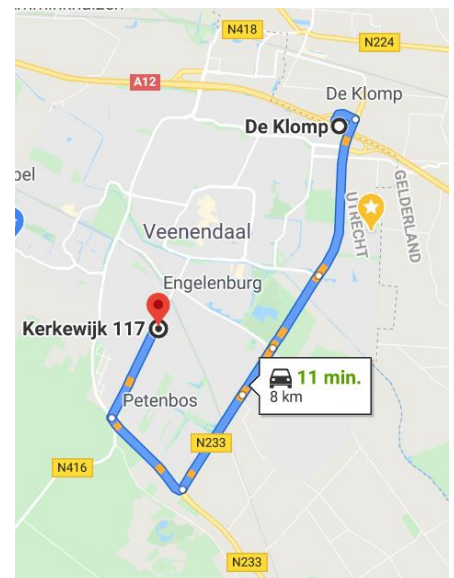 N418
N224
A12
De Klomp
De Klomp
UTRECHT
GELDERLAND
Veenendaal
Engelenburg
Kerkewijk 117
11 min.
8 km
Petenbos
N233
N416
N233